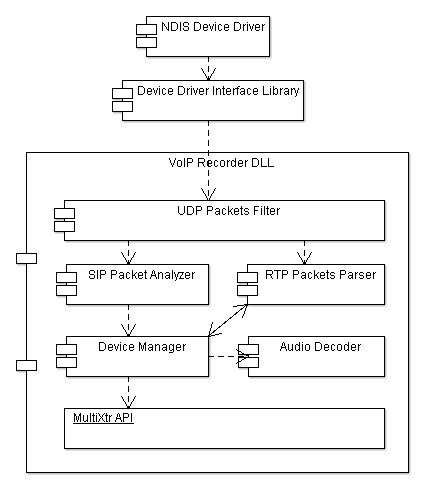 NDIS Device Driver
Device Driver Interface Library
VoIP Recorder DLL
UDP Packets Filter
SIP Packet Analyzer
RTP Packets Parser
Device Manager
Audio Decoder
MultiXtr API